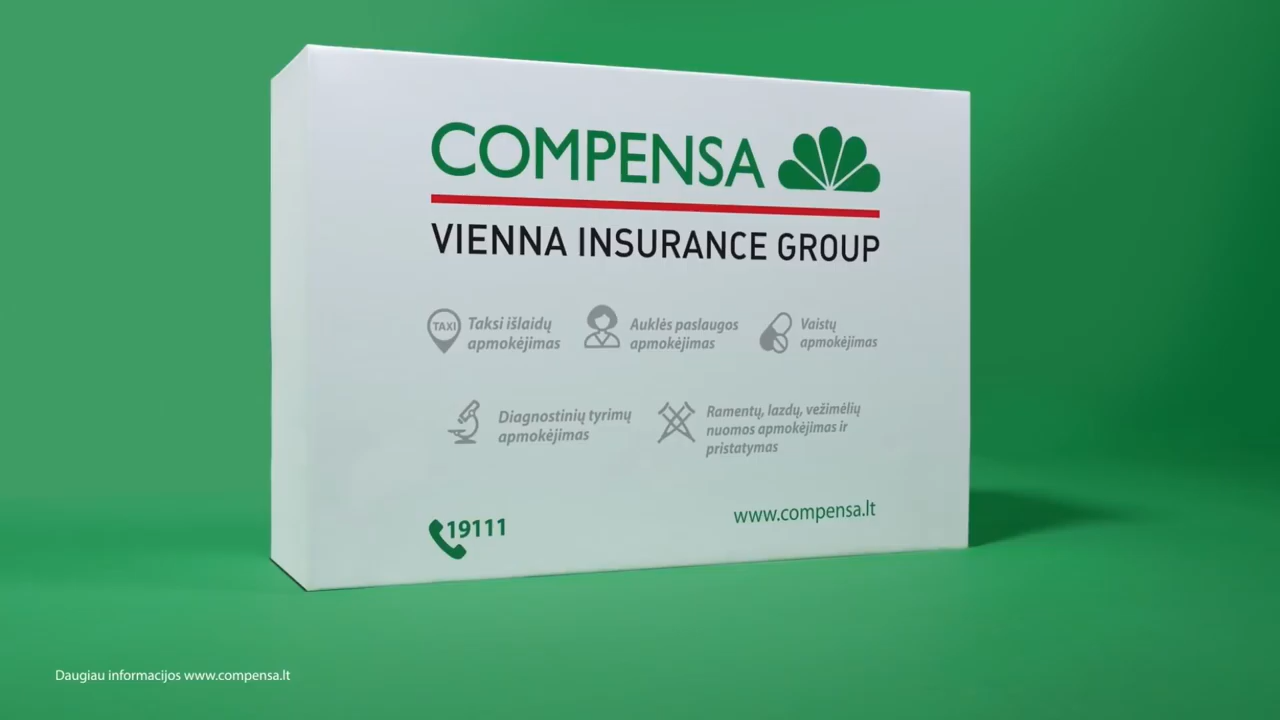 COMPENSA
VIENNA INSURANCE GROUP
TAXI
Taksi išlaidų
apmokėjimas
Auklės paslaugos
apmokėjimas
Vaistų
apmokėjimas
Diagnostinių tyrimų
apmokėjimas
Ramentų, lazdų, vežimėlių
nuomos apmokėjimas ir
pristatymas
19111
www.compensa.lt
Daugiau informacijos www.compensa.lt